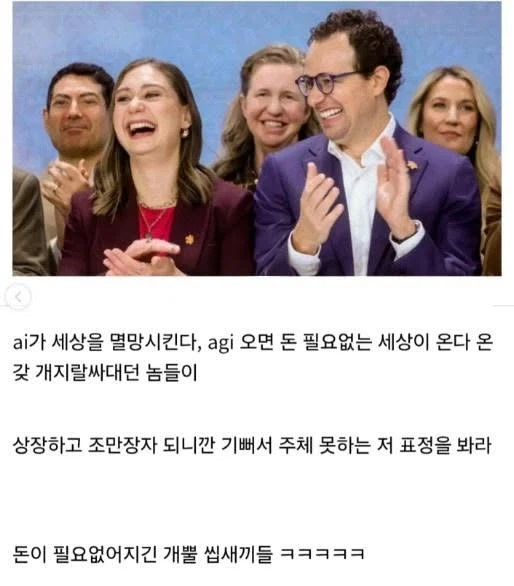 ai가 세상을 멸망시킨다, agi 오면 돈 필요없는 세상이 온다 온
갖 개지랄싸대던 놈들이
상장하고 조만장자 되니깐 기뻐서 주체 못하는 저 표정을 봐라
돈이 필요없어지긴 개뿔 씹새끼들 ㅋㅋㅋㅋㅋ